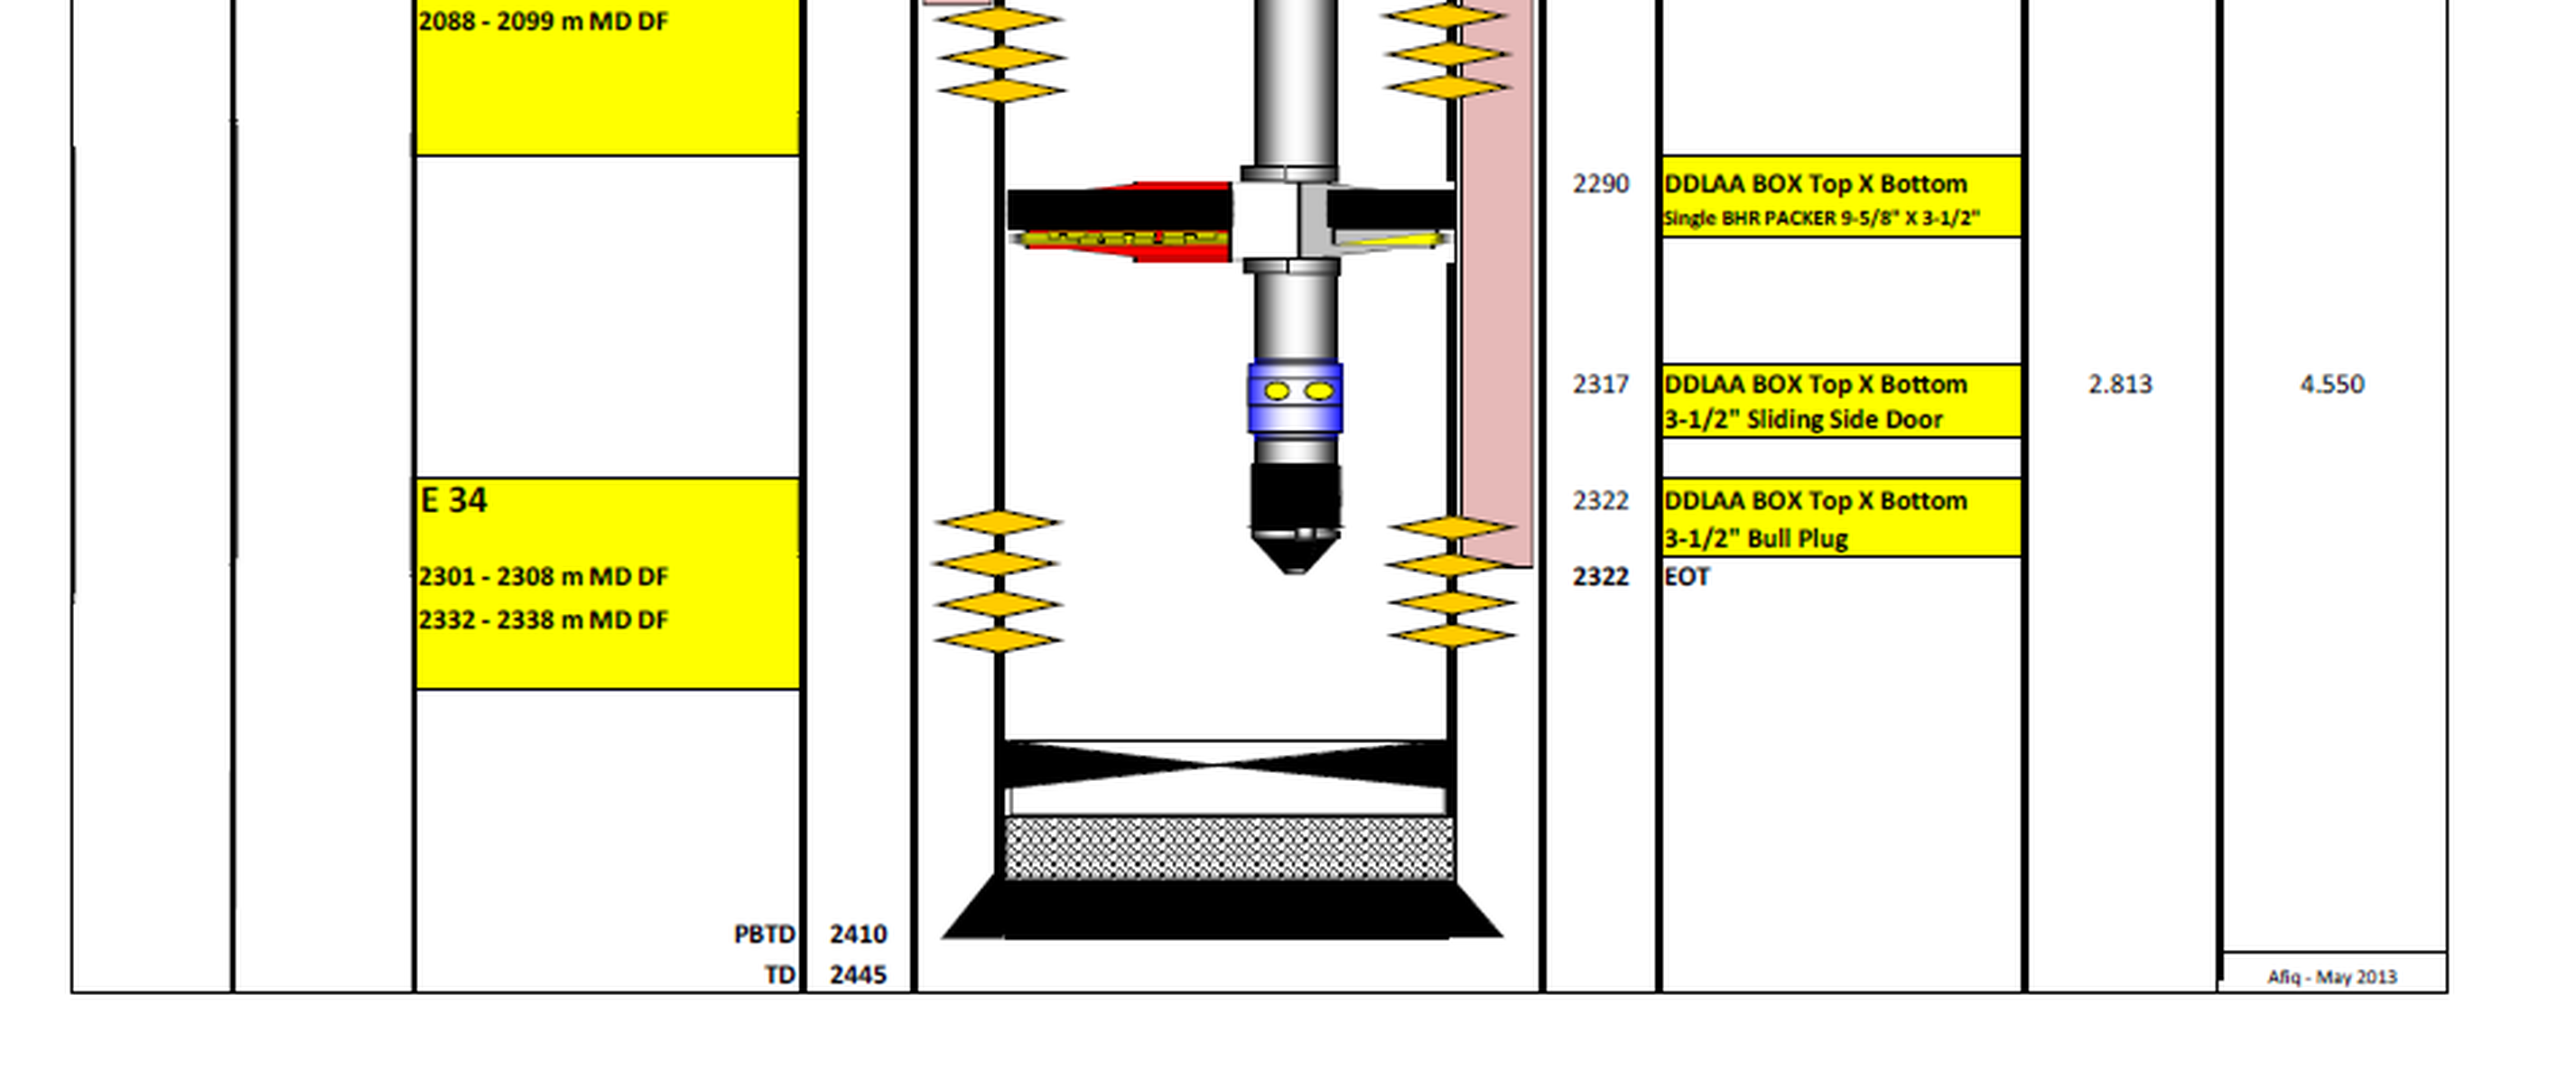 2088 - 2099 m MD DF
2290 DDLAA BOX Top X Bottom
Single BHR PACKER 9-5/8" X 3-1/2"
2317 DDLAA BOX Top X Bottom 2.813 4.550
3-1/2" Sliding Side Door
E 34 2322 DDLAA BOX Top X Bottom
3-1/2" Bull Plug
2301 - 2308 m MD DF 2322 EOT
2332 - 2338 m MD DF
PBTD 2410
TD 2445
Afiq - May 2013